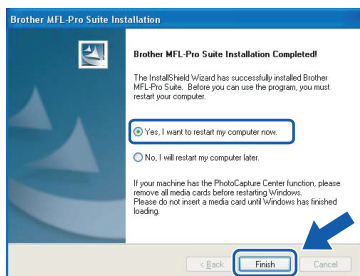 Brother MFL-Pro Suite Installation
Brother MFL-Pro Suite Installation Completed!
The InstallShield Wizard has successfully installed Brother
MFL-Pro Suite.  Before you can use the program, you must
restart your computer.
Yes, I want to restart my computer now.
No, I will restart my computer later.
If your machine has the PhotoCapture Center function, please
remove all media cards before restarting Windows.
Please do not insert a media card until Windows has finished
loading.
< Back Finish Cancel